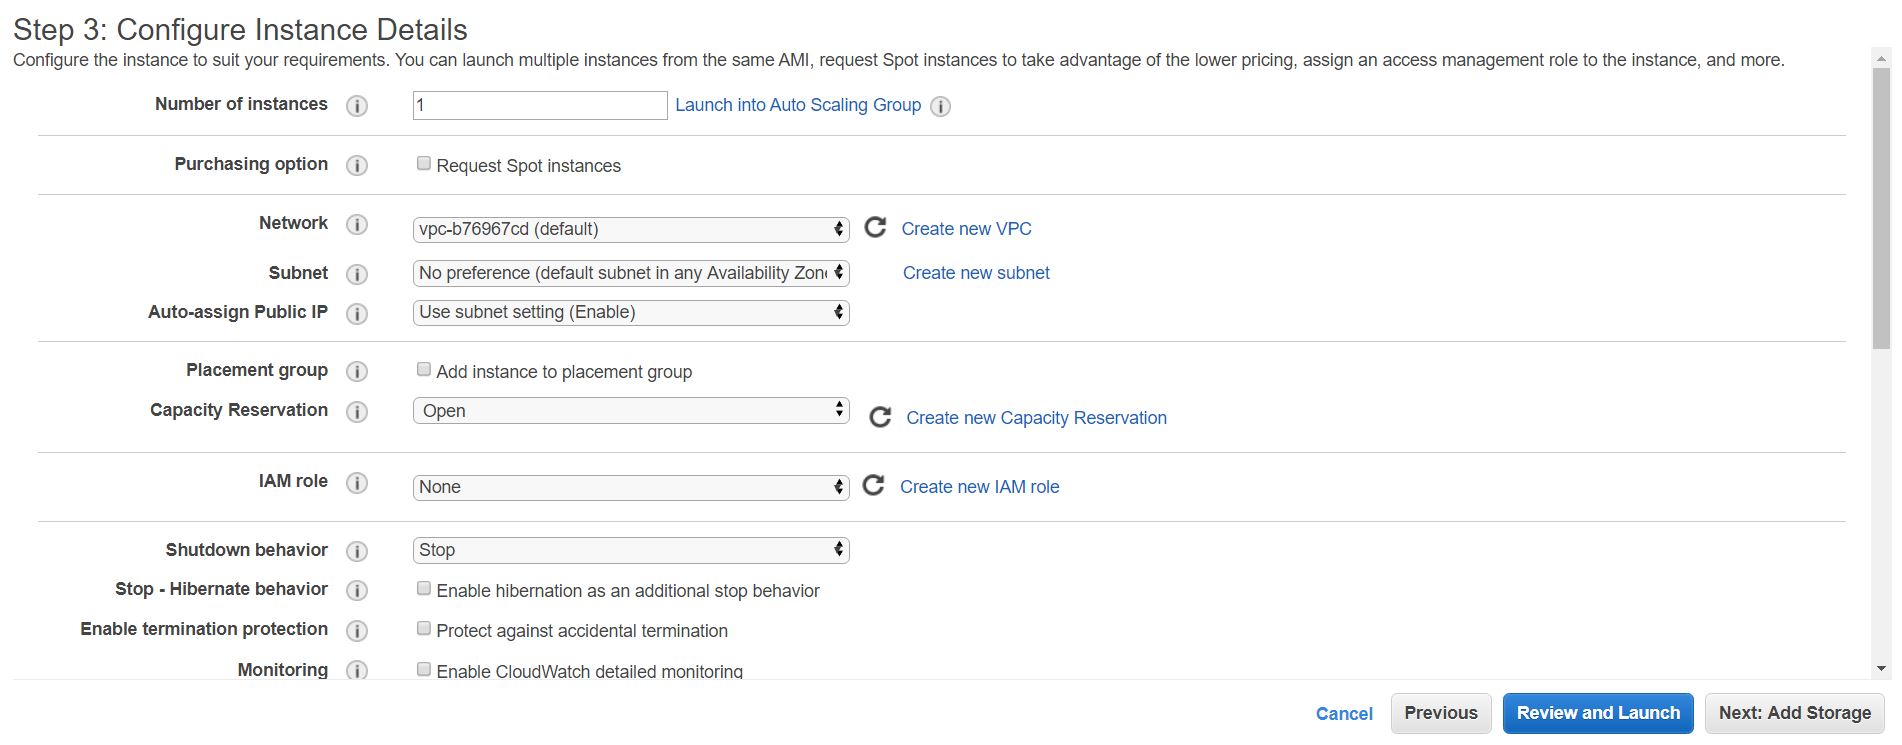 Step 3: Configure Instance Details
Configure the instance to suit your requirements. You can launch multiple instances from the same AMI, request Spot instances to take advantage of the lower pricing, assign an access management role to the instance, and more.
Number of instances 1 Launch into Auto Scaling Group
Purchasing option Request Spot instances
Network vpc-b76967cd (default) Create new VPC
Subnet No preference (default subnet in any Availability Zone Create new subnet
Auto-assign Public IP Use subnet setting (Enable)
Placement group Add instance to placement group
Capacity Reservation Open Create new Capacity Reservation
IAM role None Create new IAM role
Shutdown behavior Stop
Stop - Hibernate behavior Enable hibernation as an additional stop behavior
Enable termination protection Protect against accidental termination
Monitoring Enable CloudWatch detailed monitoring
Cancel Previous Review and Launch Next: Add Storage